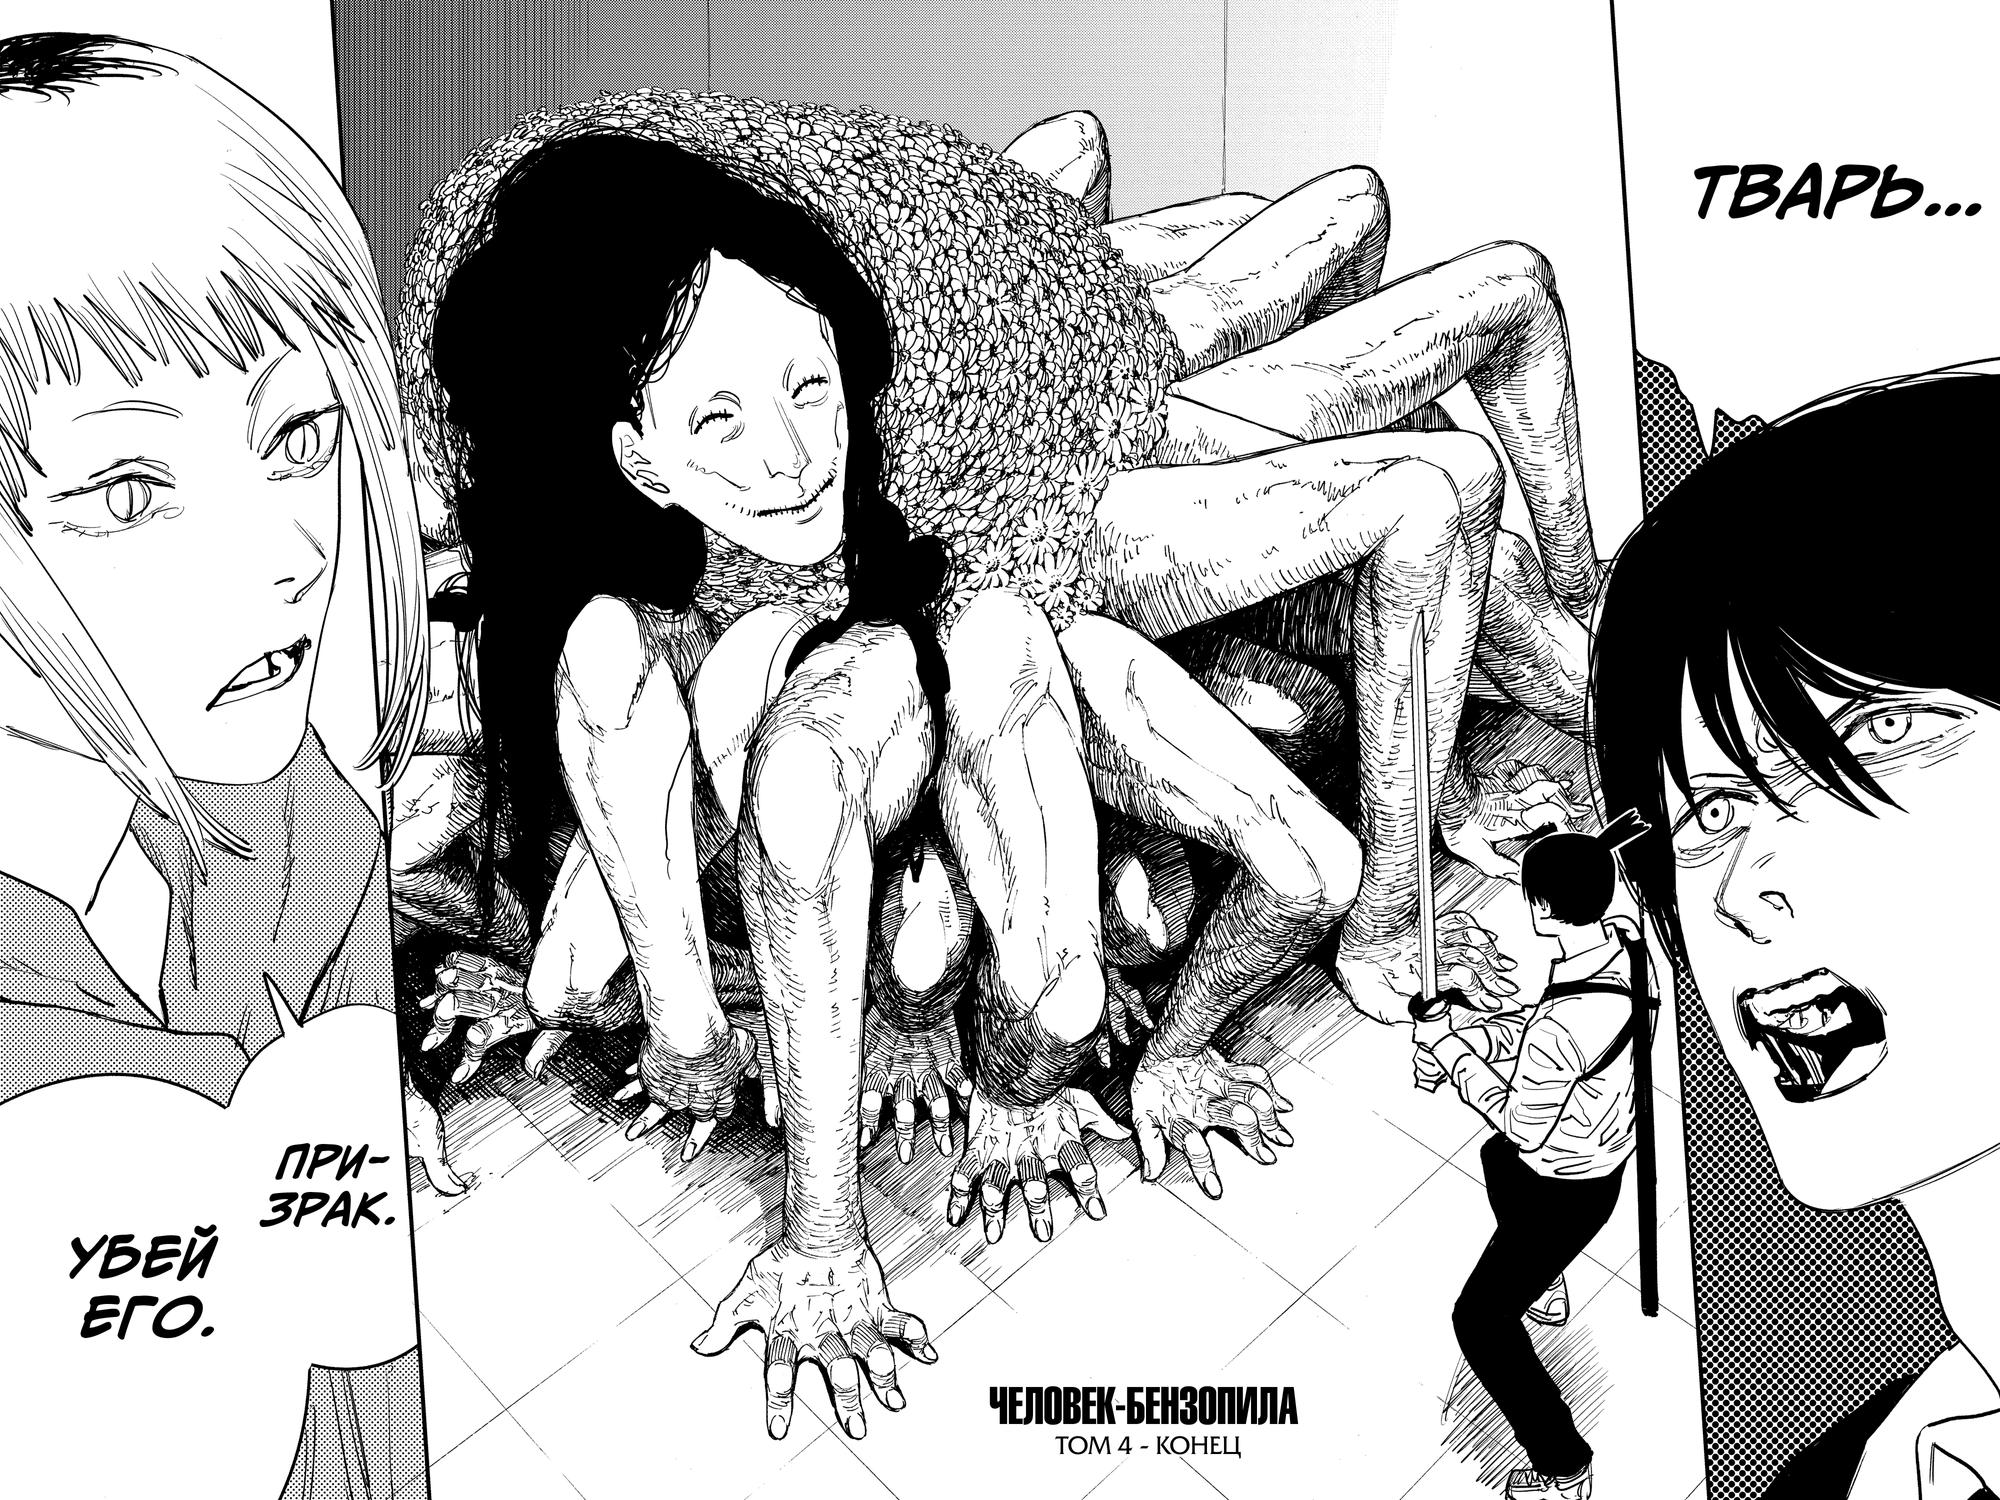 ТВАРЬ...
ПРИ-
ЗРАК.
УБЕЙ
ЕГО.
ЧЕЛОВЕК-БЕНЗОПИЛА
ТОМ 4 - КОНЕЦ